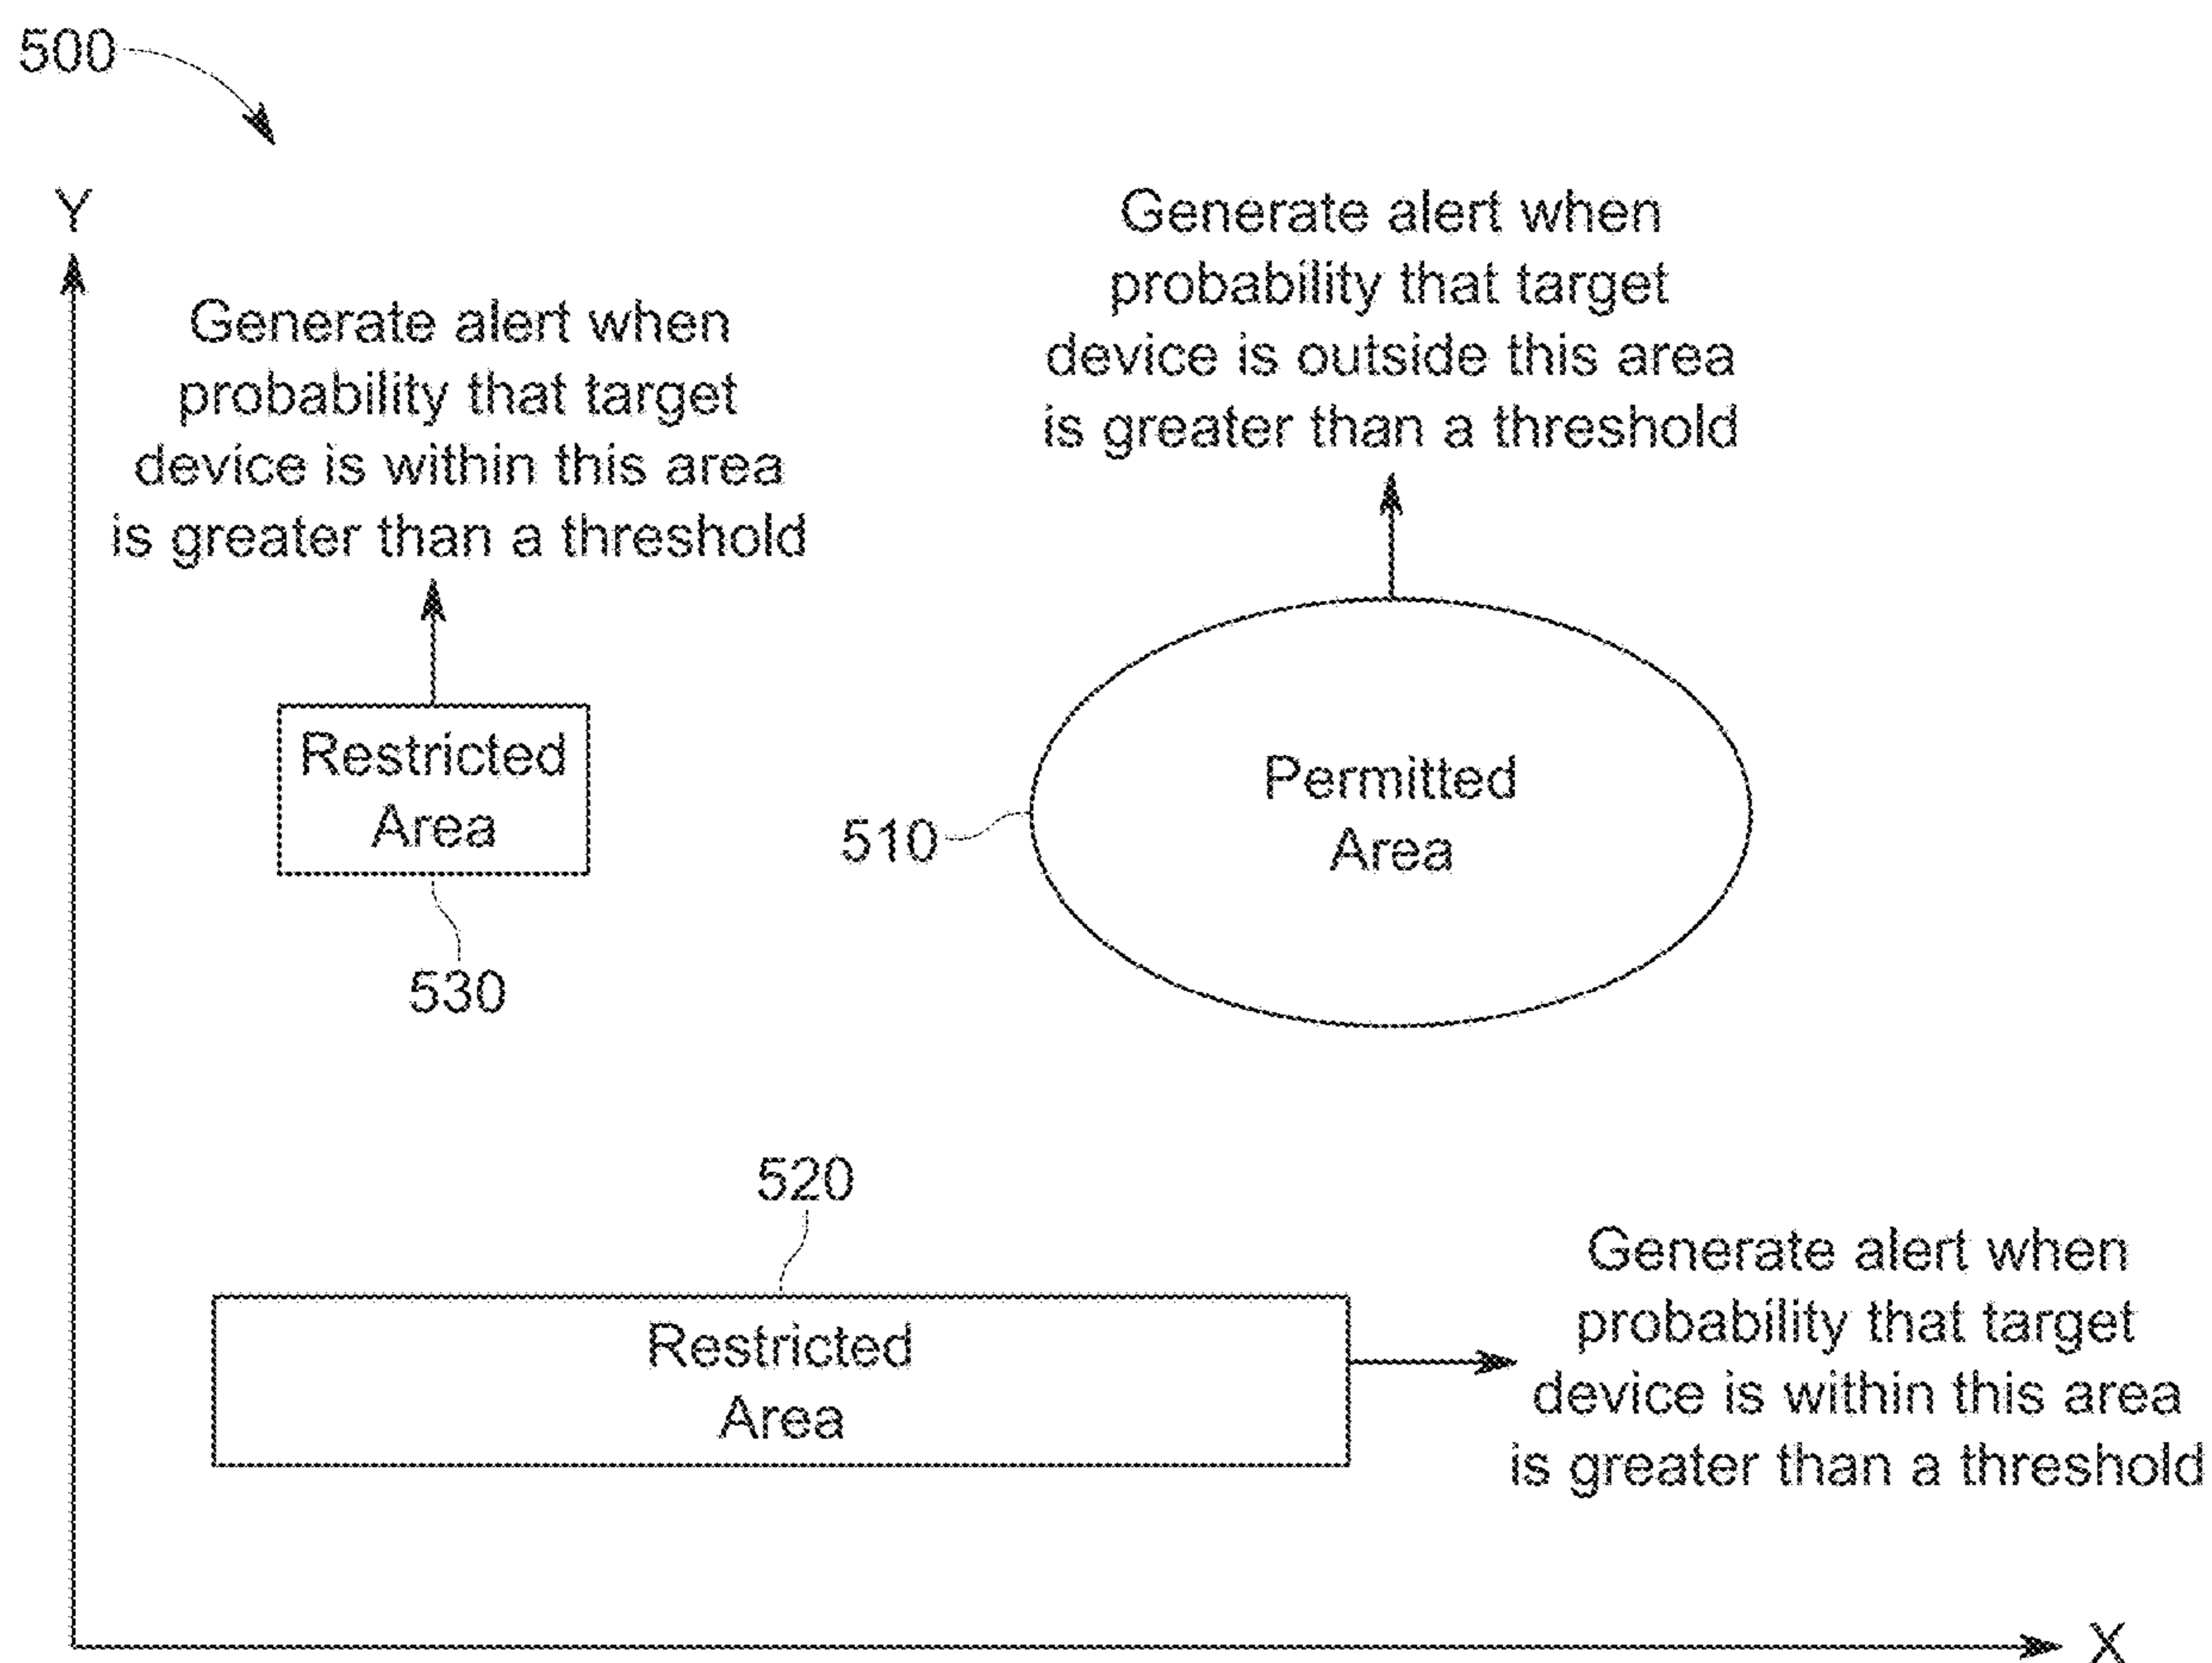 500
Y
Generate alert when
probability that target
device is within this area
is greater than a threshold
Restricted
Area
530
Generate alert when
probability that target
device is outside this area
is greater than a threshold
Permitted
Area
510
520
Restricted
Area
Generate alert when
probability that target
device is within this area
is greater than a threshold
X